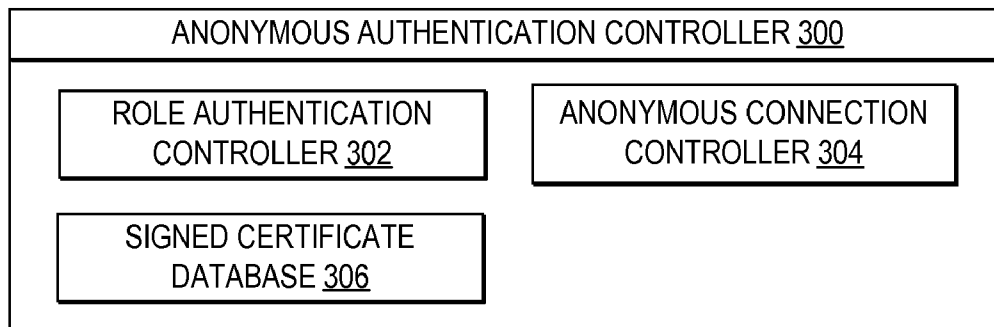 ANONYMOUS AUTHENTICATION CONTROLLER 300
ROLE AUTHENTICATION
CONTROLLER 302
ANONYMOUS CONNECTION
CONTROLLER 304
SIGNED CERTIFICATE
DATABASE 306